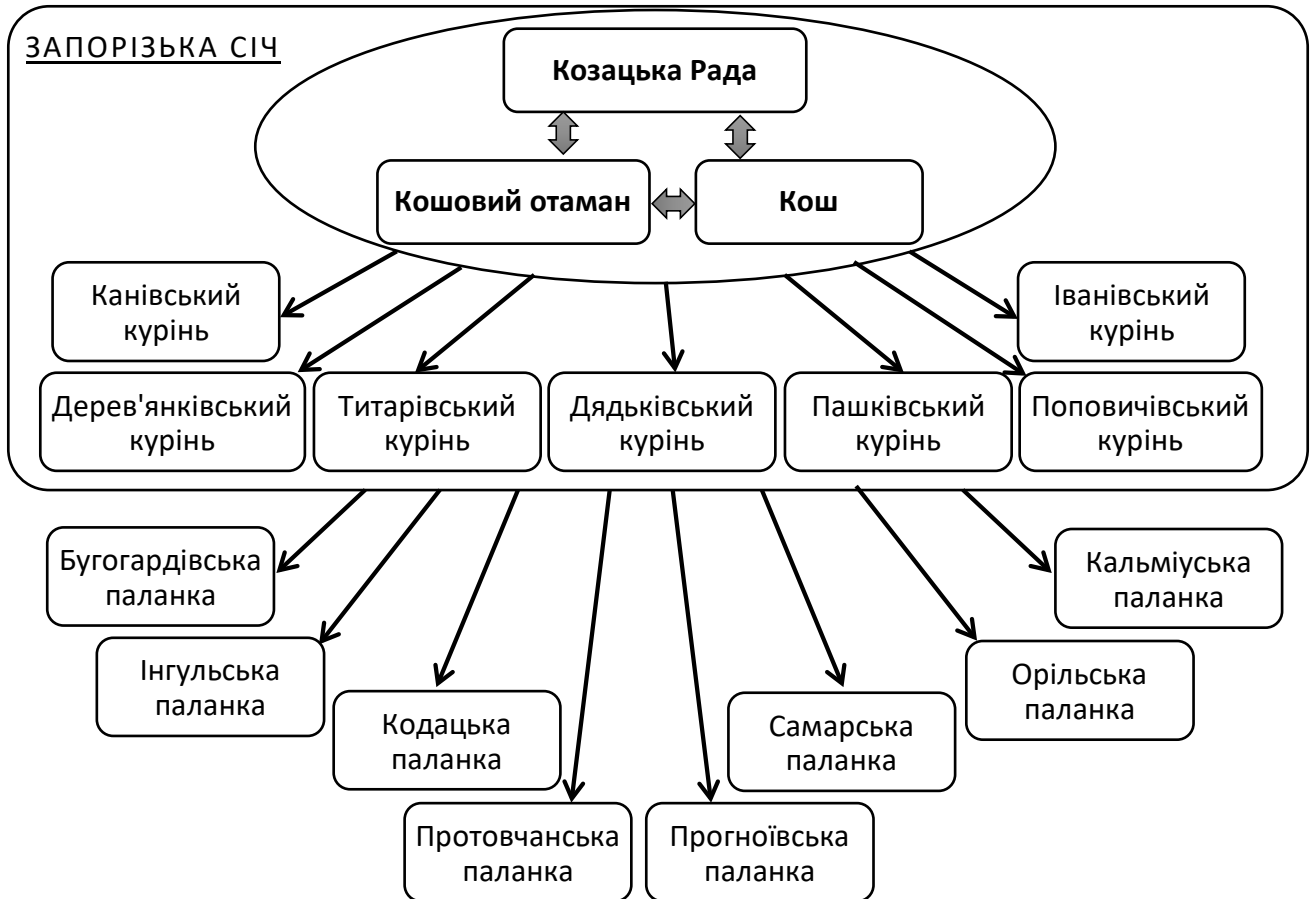 ЗАПОРІЗЬКА СІЧ
Козацька Рада
Кошовий отаман
Кош
Канівський
курінь
Іванівський
курінь
Дерев'янківський
курінь
Титарівський
курінь
Дядьківський
курінь
Пашківський
курінь
Поповичівський
курінь
Бугогардівська
паланка
Кальміуська
паланка
Інгульська
паланка
Орільська
паланка
Кодацька
паланка
Самарська
паланка
Протовчанська
паланка
Прогноївська
паланка